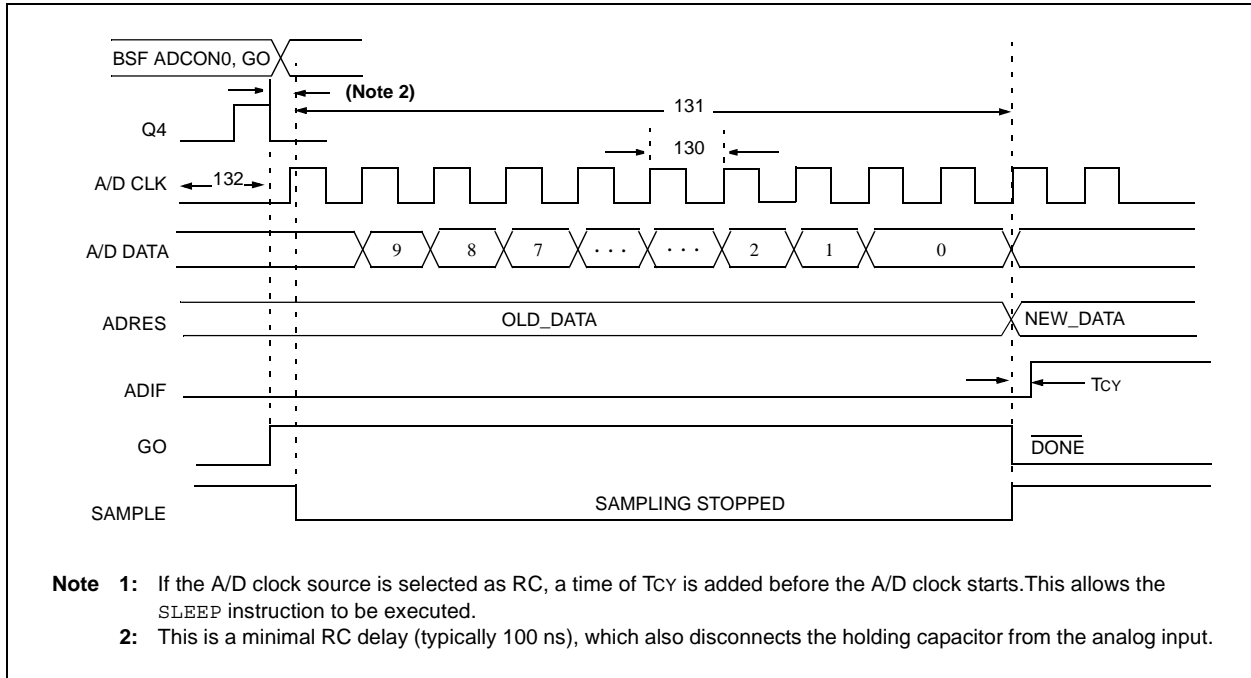 BSF ADCON0, GO
(Note 2)
131
Q4
130
A/D CLK
132
A/D DATA
9 8 7 · · · · · · 2 1 0
ADRES
OLD_DATA
NEW_DATA
ADIF
TCY
GO
DONE
SAMPLE
SAMPLING STOPPED
Note 1: If the A/D clock source is selected as RC, a time of TCY is added before the A/D clock starts.This allows the
SLEEP instruction to be executed.
2: This is a minimal RC delay (typically 100 ns), which also disconnects the holding capacitor from the analog input.